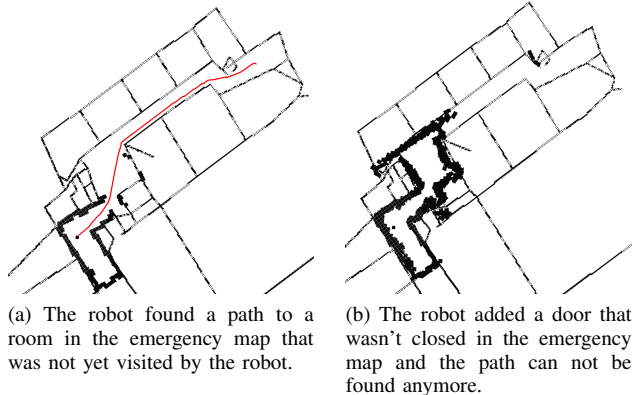 (a) The robot found a path to a
room in the emergency map that
was not yet visited by the robot.
(b) The robot added a door that
wasn't closed in the emergency
map and the path can not be
found anymore.